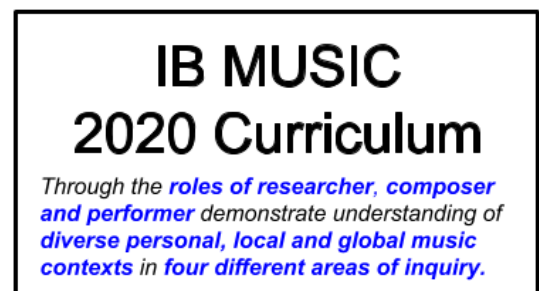 IB MUSIC
2020 Curriculum
Through the roles of researcher, composer
and performer demonstrate understanding of
diverse personal, local and global music
contexts in four different areas of inquiry.